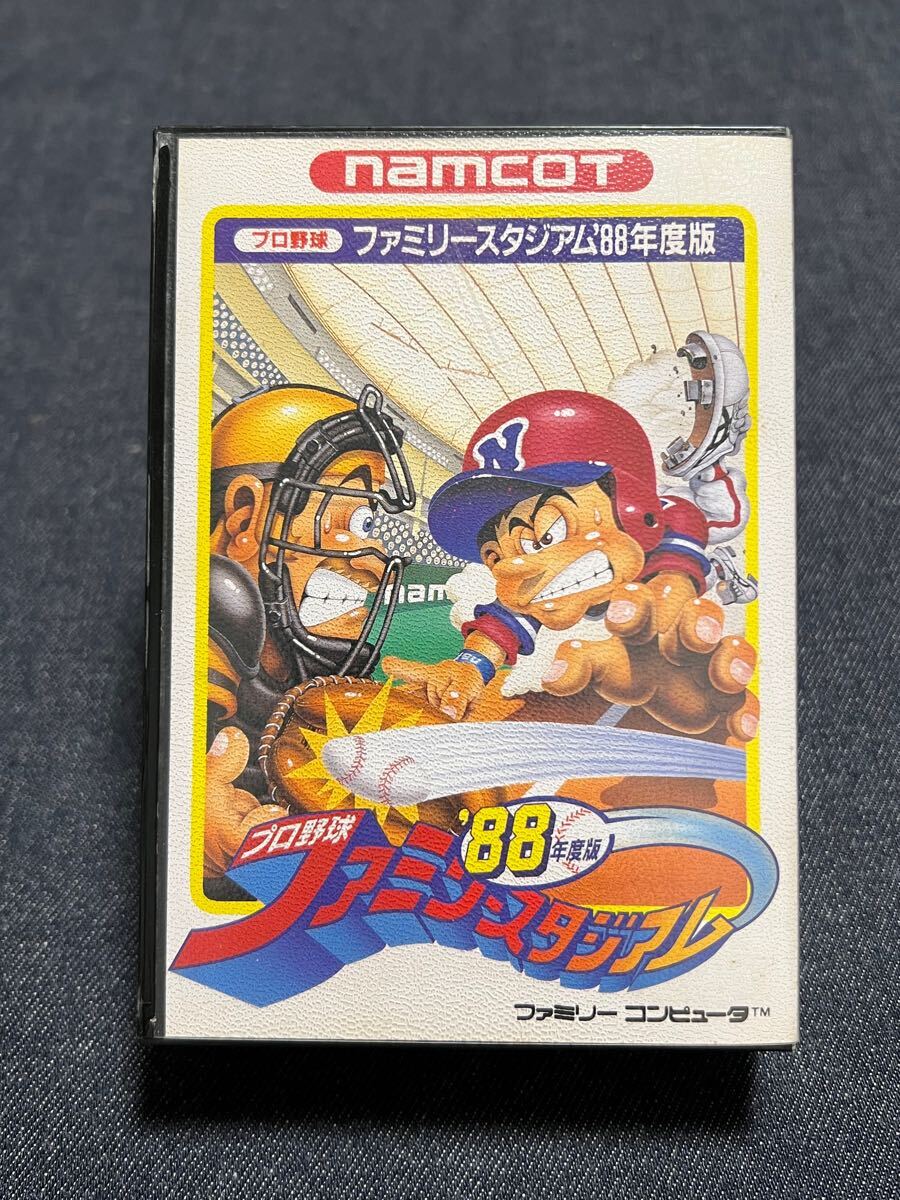 namcot
プロ野球 ファミリースタジアム'88年度版
N
nam
プロ野球
'88年度版
ファミリースタジアム
ファミリー コンピュータ™